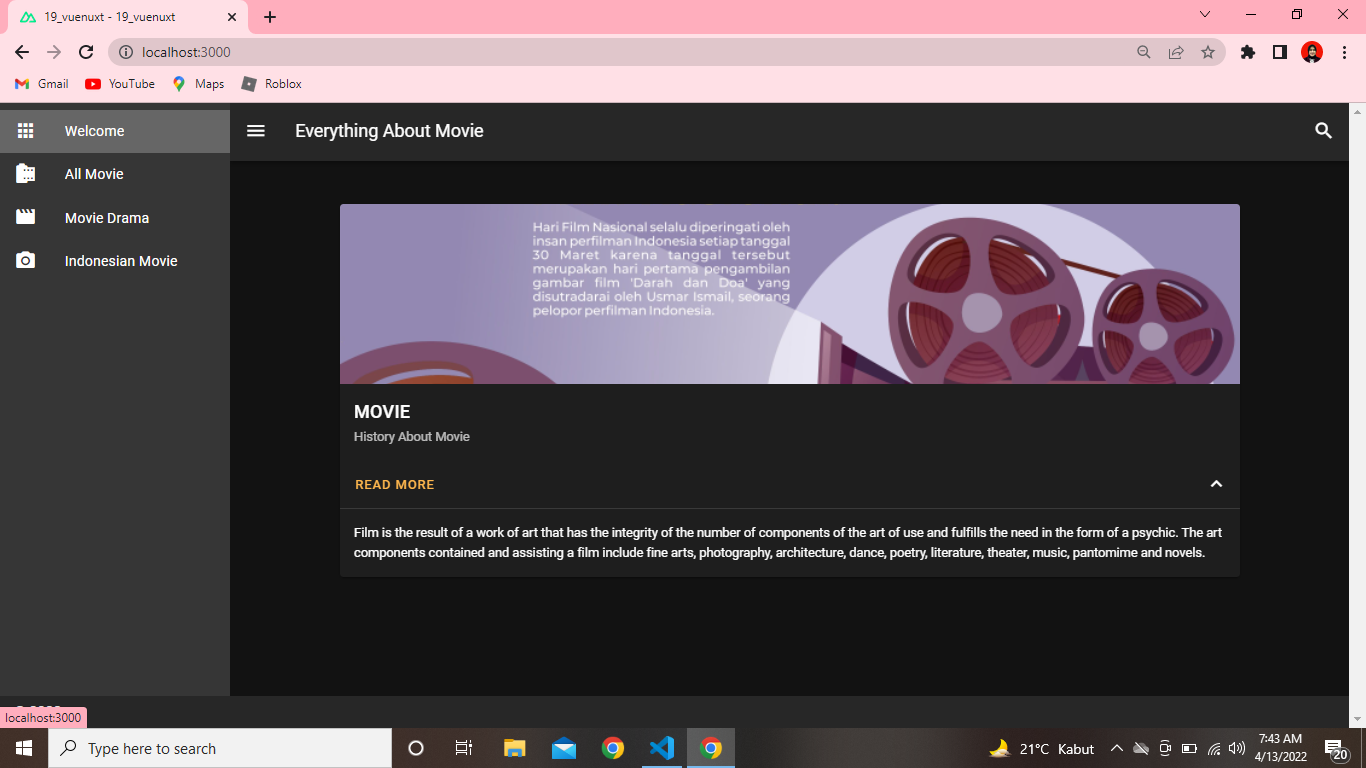 19_vuenuxt - 19_vuenuxt
localhost:3000
Gmail YouTube Maps Roblox
Welcome
All Movie
Movie Drama
Indonesian Movie
Everything About Movie
Hari Film Nasional selalu diperingati oleh
insan perfilman Indonesia setiap tanggal
30 Maret karena tanggal tersebut
merupakan hari pertama pengambilan
gambar film 'Darah dan Doa' yang
disutradarai oleh Usmar Ismail, seorang
pelopor perfilman Indonesia.
MOVIE
History About Movie
READ MORE
Film is the result of a work of art that has the integrity of the number of components of the art of use and fulfills the need in the form of a psychic. The art
components contained and assisting a film include fine arts, photography, architecture, dance, poetry, literature, theater, music, pantomime and novels.
localhost:3000
Type here to search
21°C Kabut
7:43 AM
4/13/2022
20